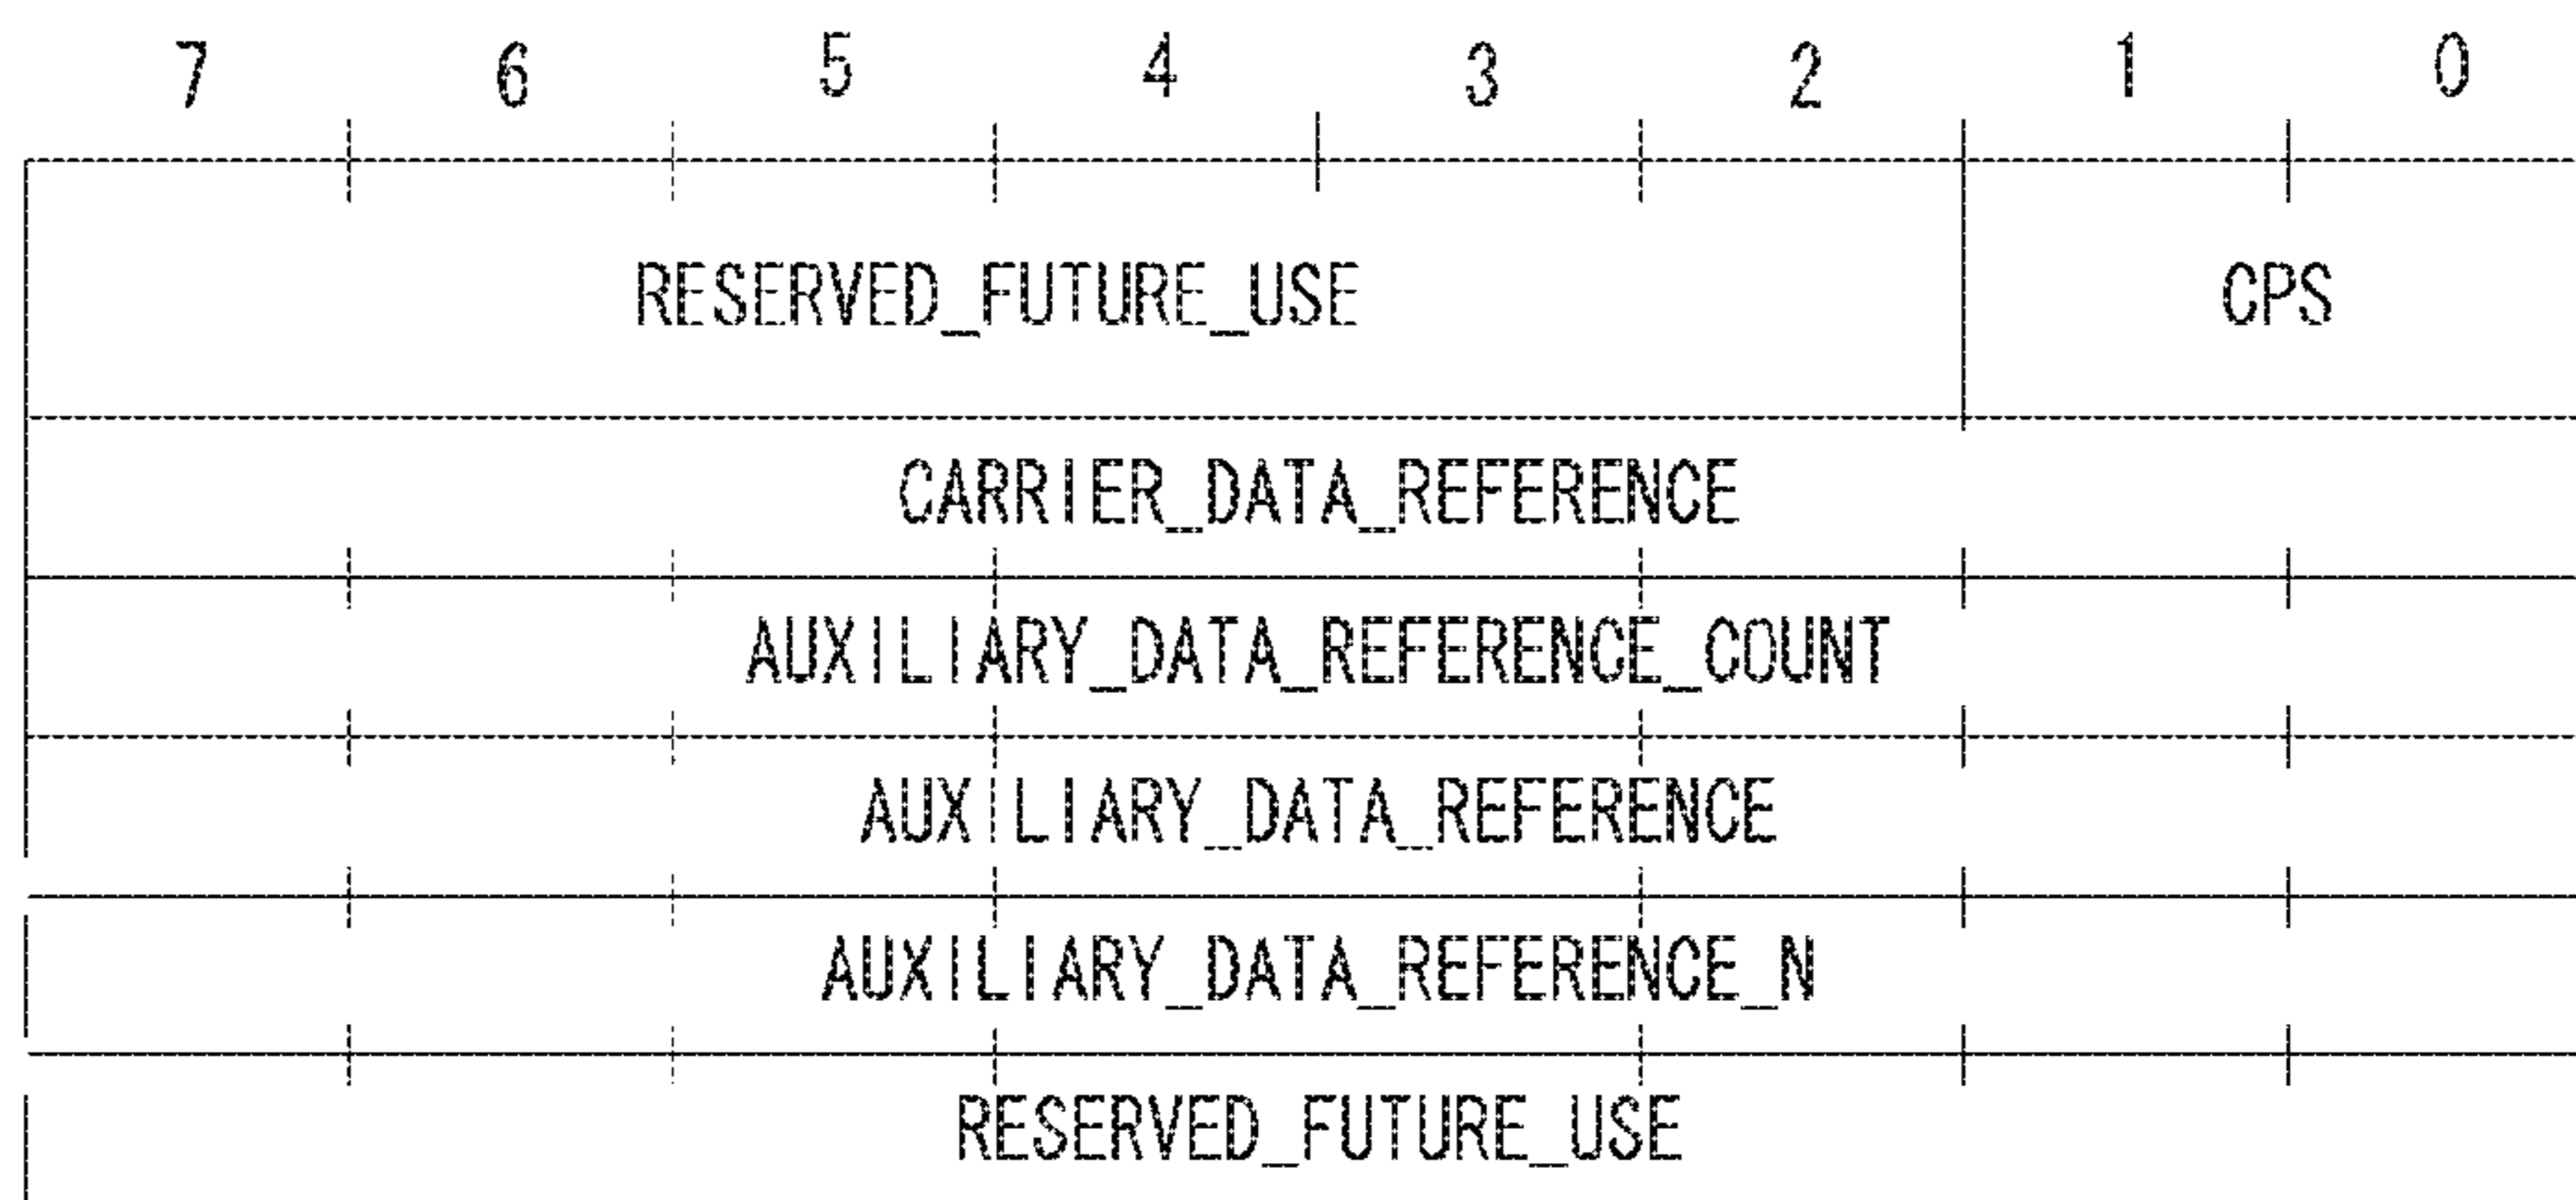 7 6 5 4 3 2 1 0
RESERVED_FUTURE_USE CPS
CARRIER_DATA_REFERENCE
AUXILIARY_DATA_REFERENCE_COUNT
AUXILIARY_DATA_REFERENCE
AUXILIARY_DATA_REFERENCE_N
RESERVED_FUTURE_USE